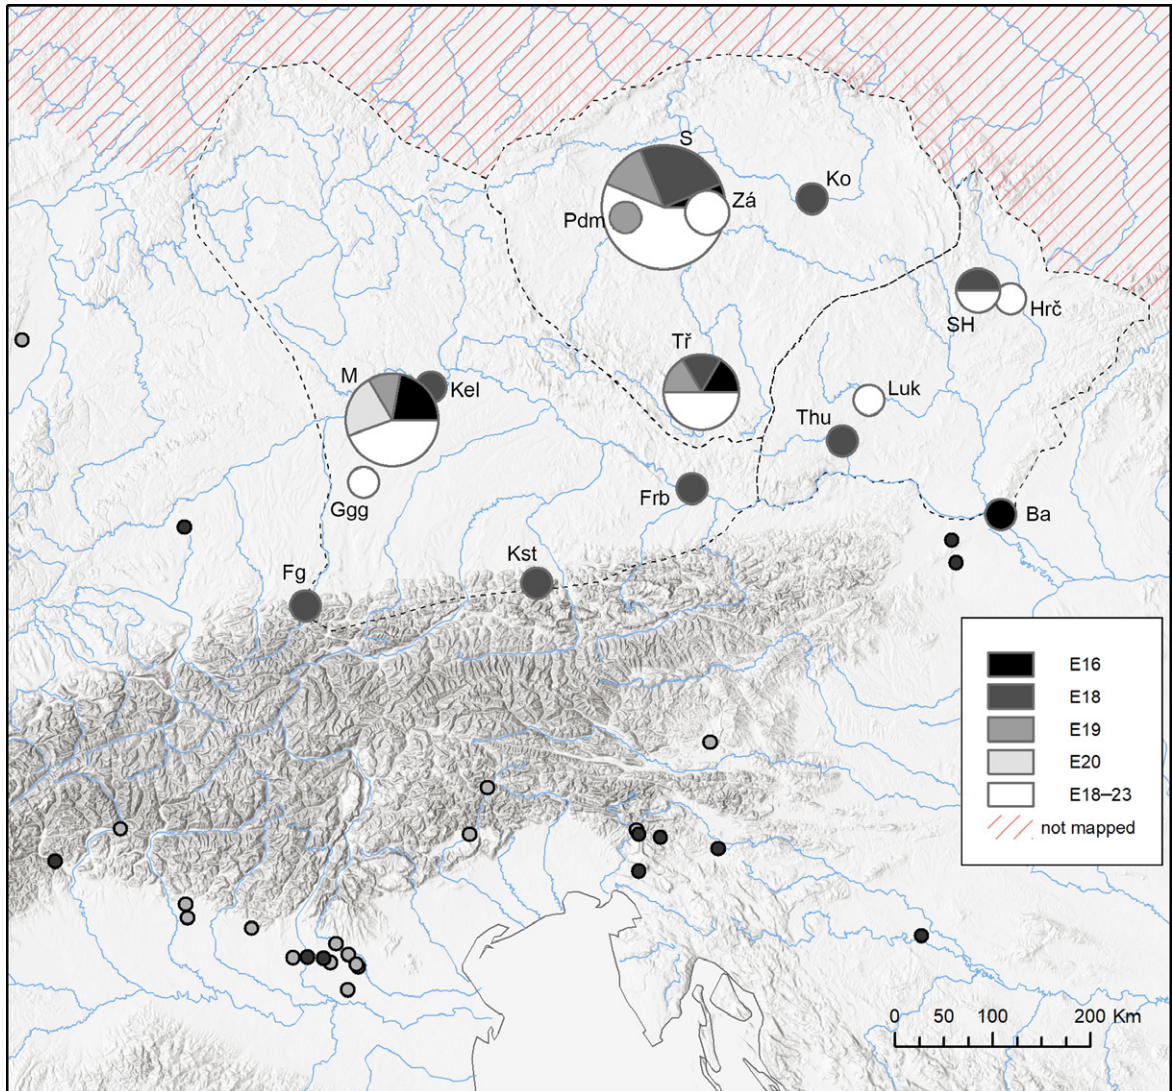 S
Ko
Zá
Pdm
SH
Hrč
Tř
M
Kel
Luk
Thu
Ggg
Frb
Ba
Kst
Fg
E16
E18
E19
E20
E18–23
not mapped
0 50 100 200 Km